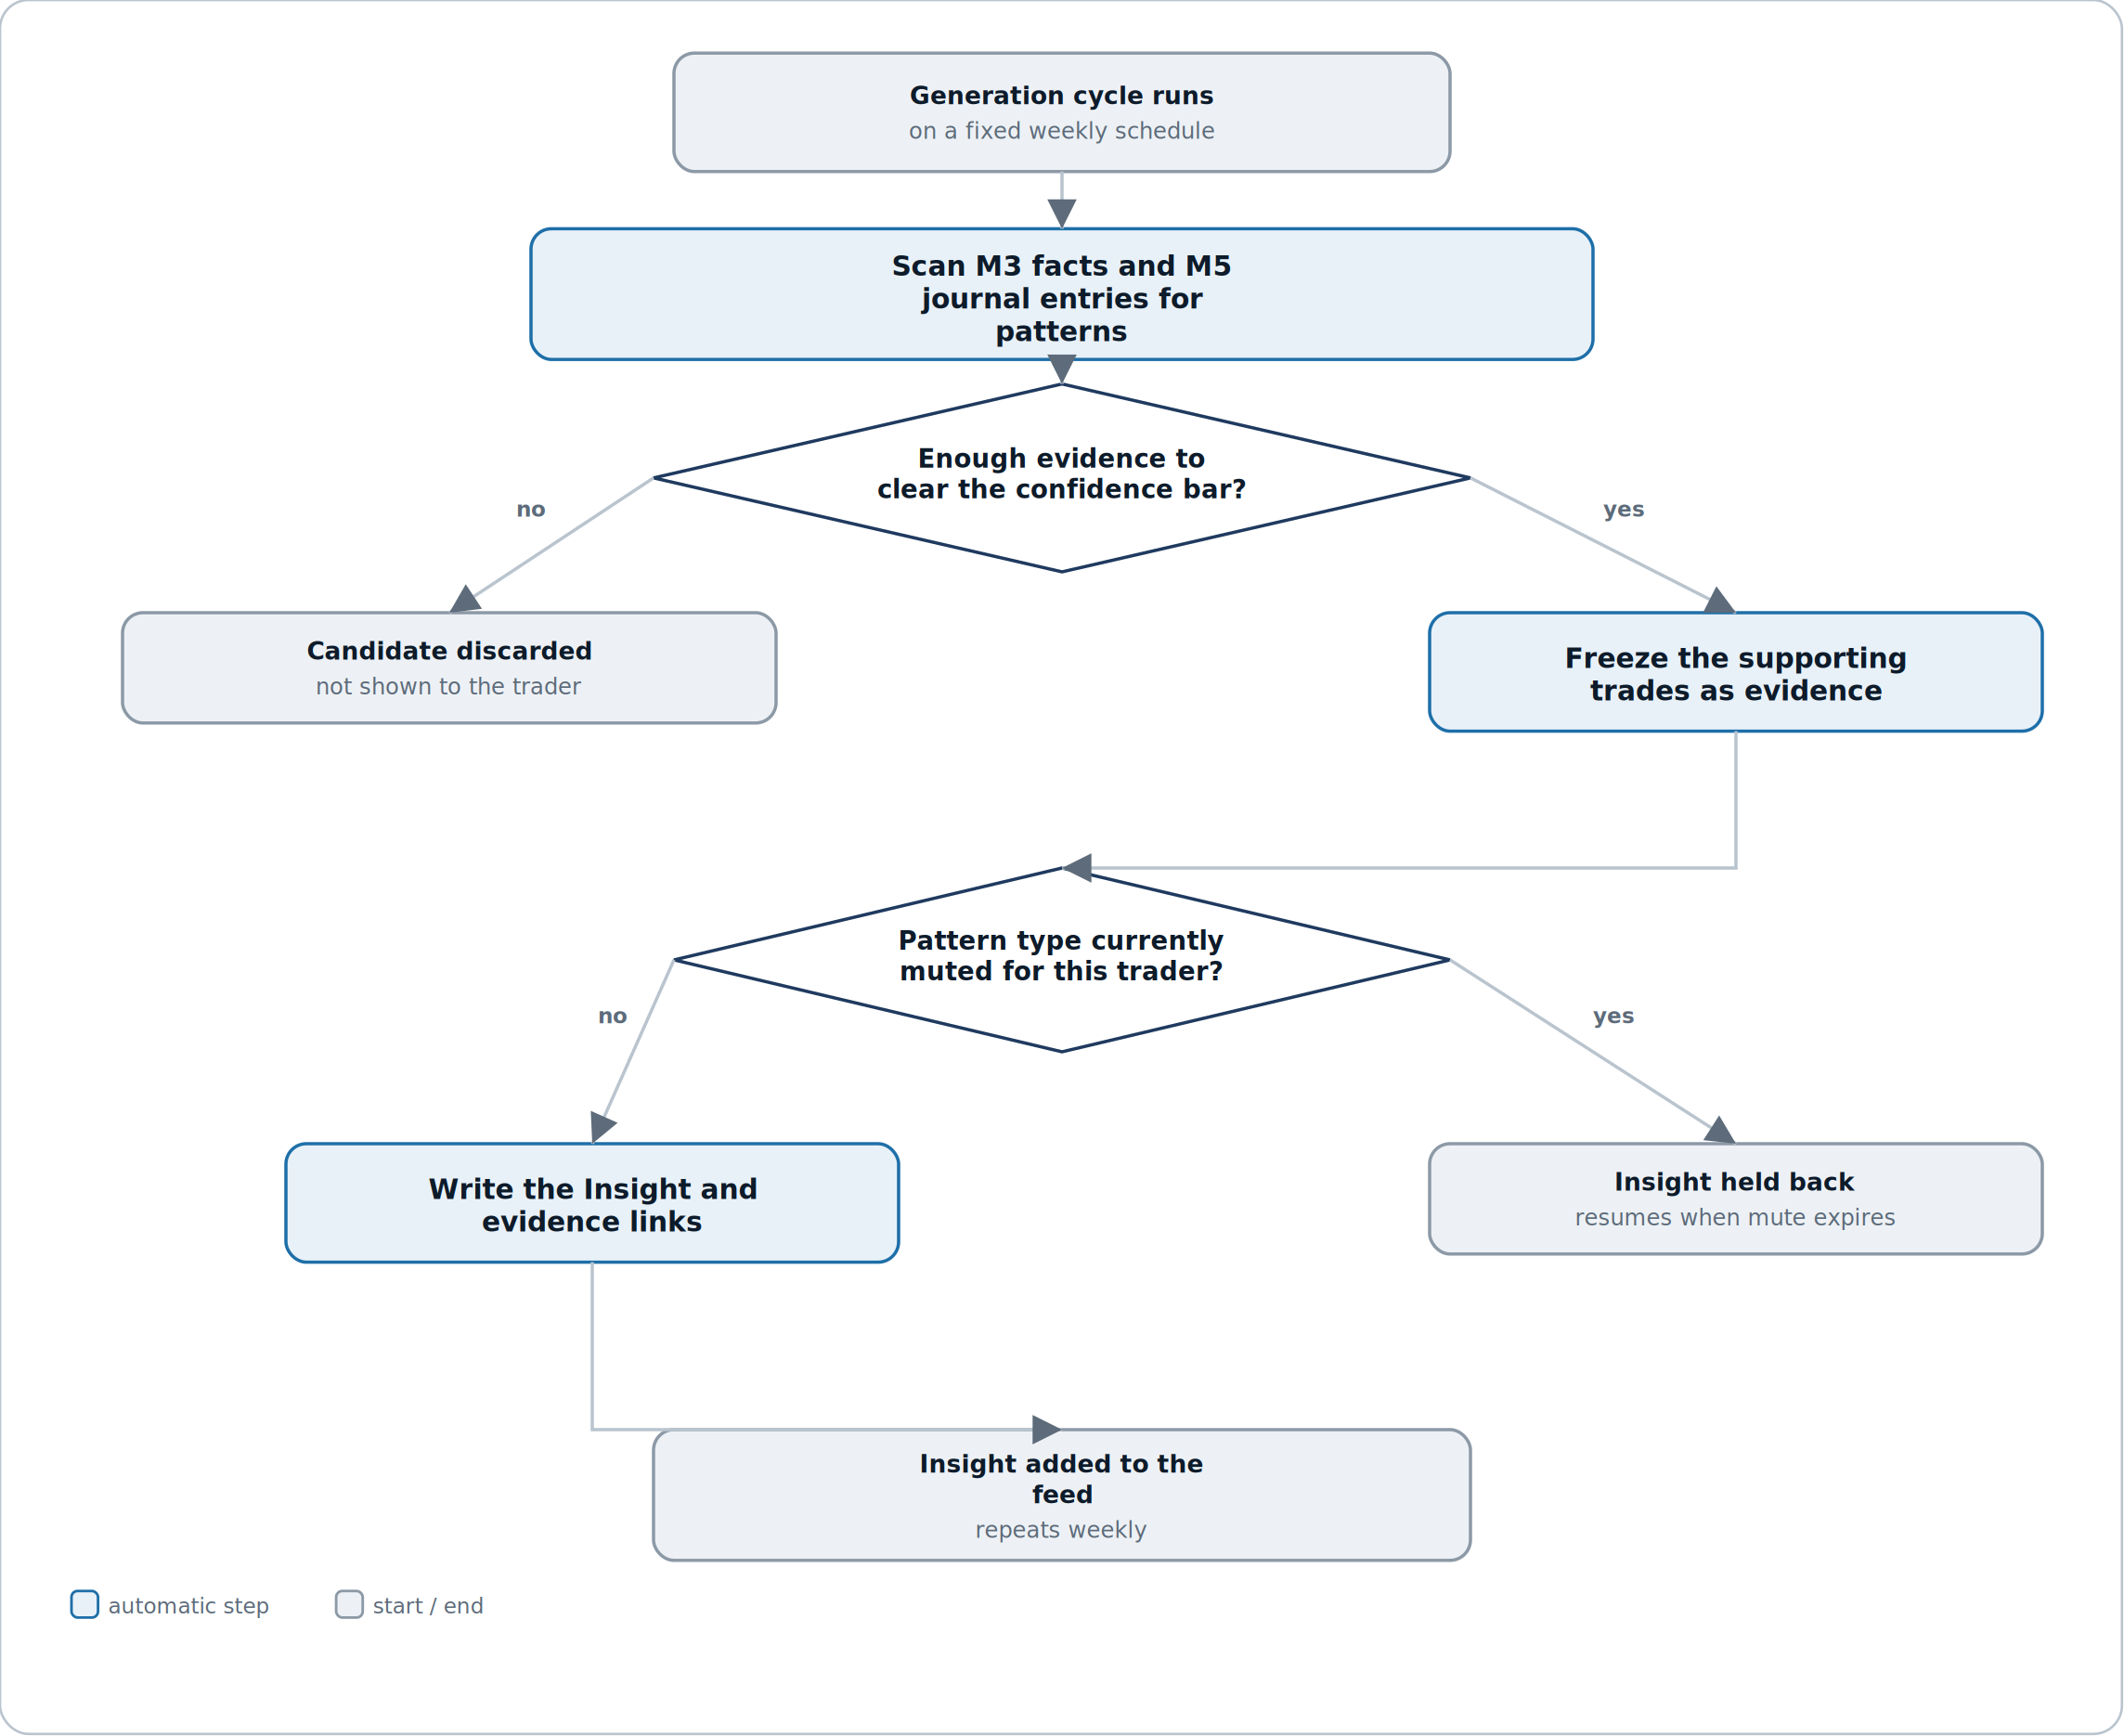 Generation cycle runs
on a fixed weekly schedule
Scan M3 facts and M5
journal entries for
patterns
Enough evidence to
clear the confidence bar?
no
yes
Candidate discarded
not shown to the trader
Freeze the supporting
trades as evidence
Pattern type currently
muted for this trader?
no
yes
Write the Insight and
evidence links
Insight held back
resumes when mute expires
Insight added to the
feed
repeats weekly
automatic step
start / end